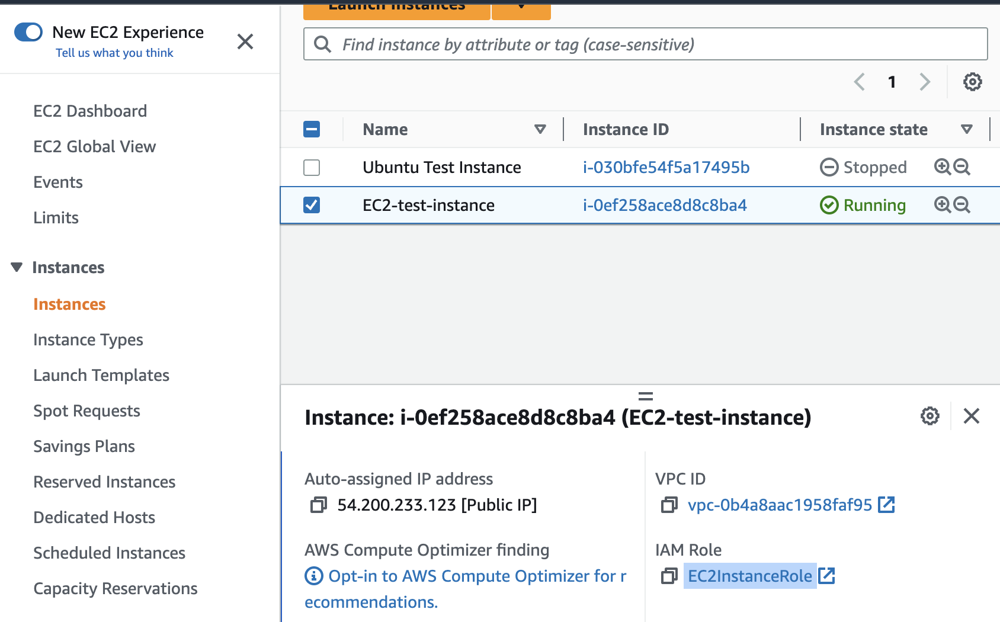 Launch instances
New EC2 Experience
Tell us what you think
Find instance by attribute or tag (case-sensitive)
1
EC2 Dashboard
EC2 Global View
Events
Limits
Instances
Instances
Instance Types
Launch Templates
Spot Requests
Savings Plans
Reserved Instances
Dedicated Hosts
Scheduled Instances
Capacity Reservations
Name Instance ID Instance state
Ubuntu Test Instance i-030bfe54f5a17495b Stopped
EC2-test-instance i-0ef258ace8d8c8ba4 Running
Instance: i-0ef258ace8d8c8ba4 (EC2-test-instance)
Auto-assigned IP address
54.200.233.123 [Public IP]
VPC ID
vpc-0b4a8aac1958faf95
AWS Compute Optimizer finding
Opt-in to AWS Compute Optimizer for r
ecommendations.
IAM Role
EC2InstanceRole